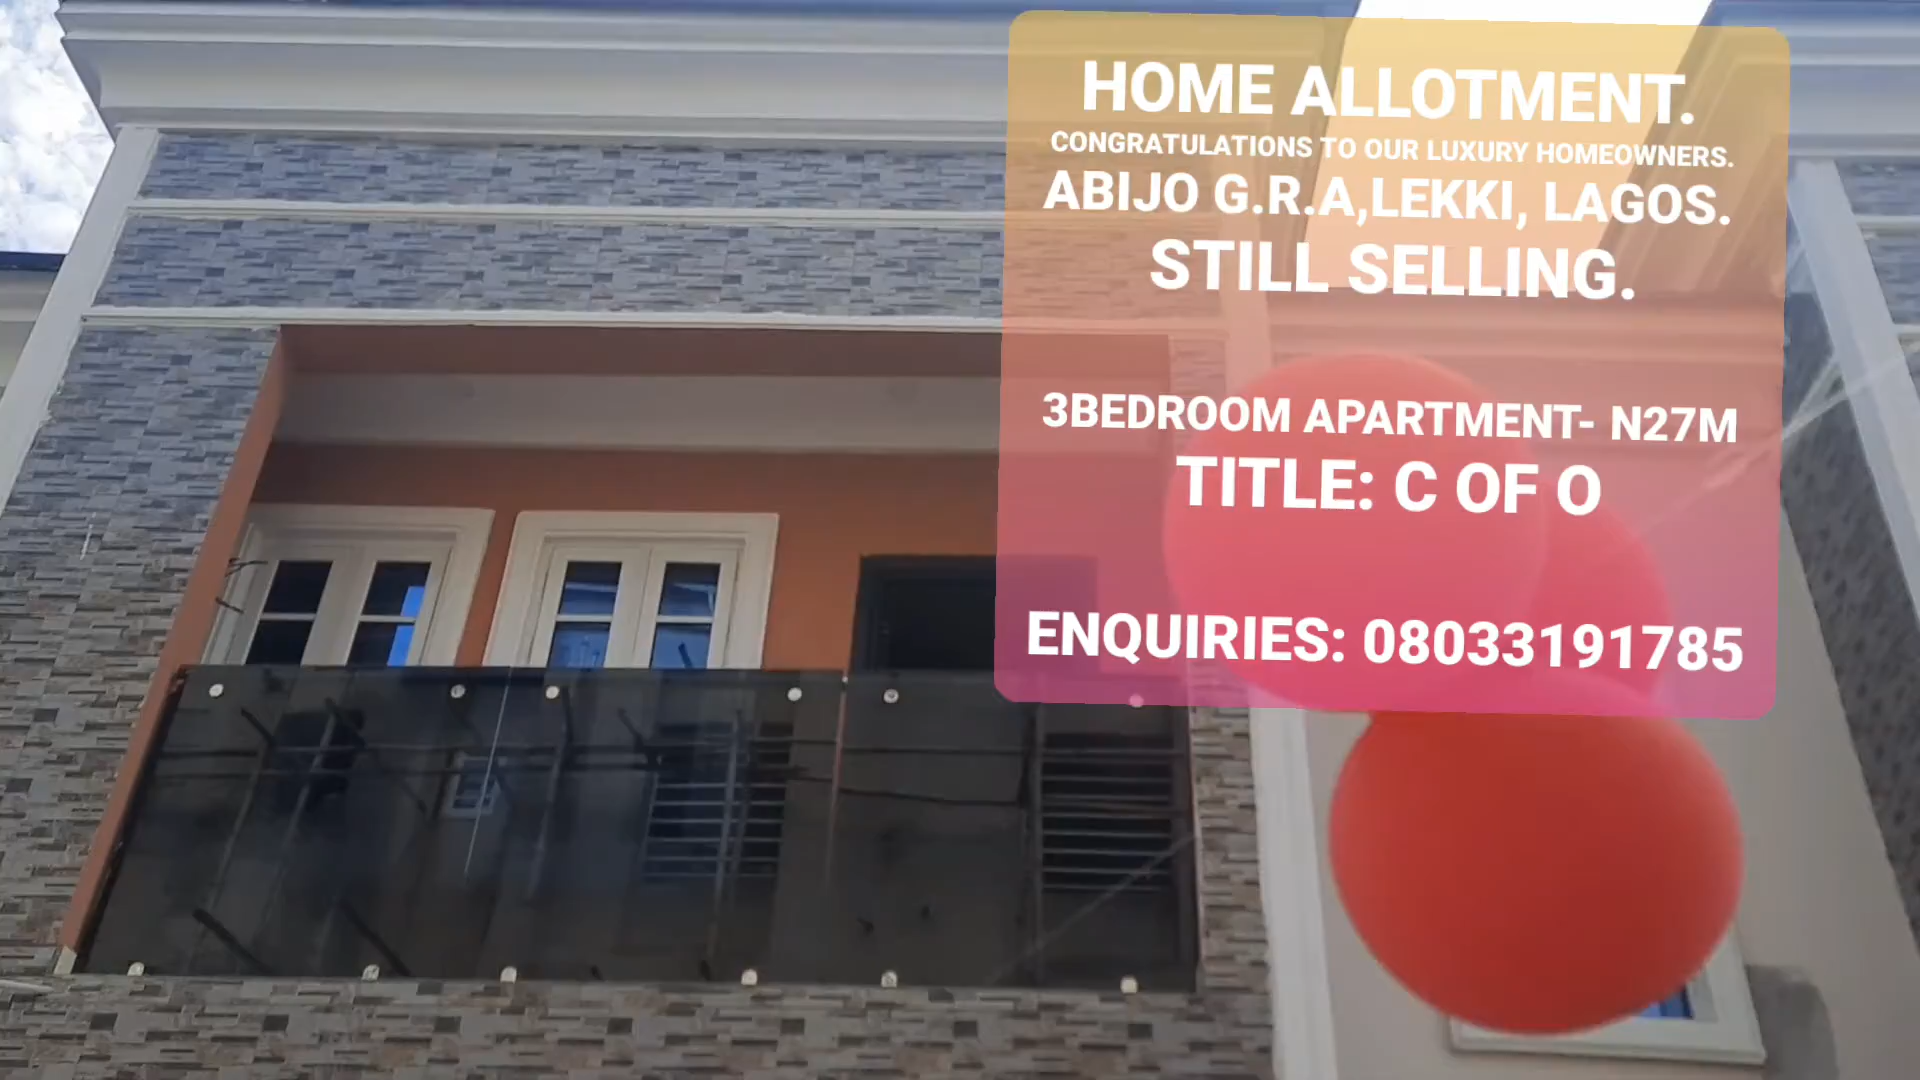 HOME ALLOTMENT.
CONGRATULATIONS TO OUR LUXURY HOMEOWNERS.
ABIJO G.R.A,LEKKI, LAGOS.
STILL SELLING.
3BEDROOM APARTMENT- N27M
TITLE: C OF O
ENQUIRIES: 08033191785